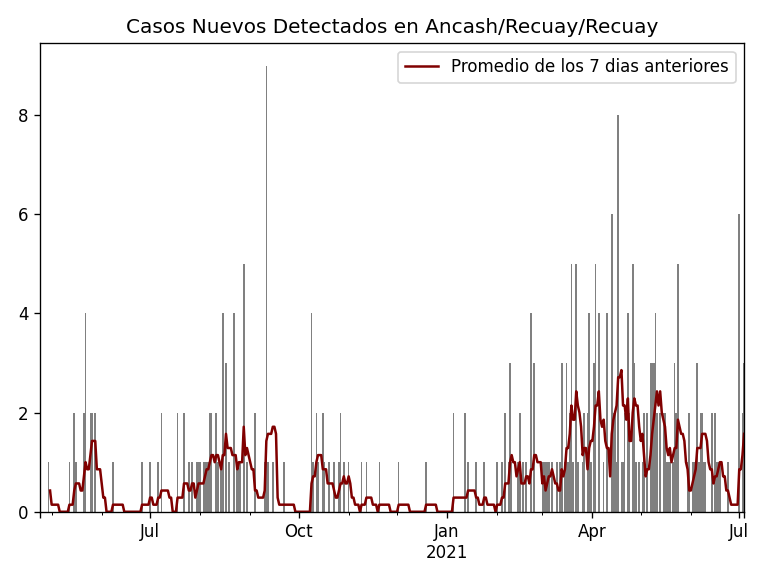 Casos Nuevos Detectados en Ancash/Recuay/Recuay
Promedio de los 7 dias anteriores
8
6
4
2
0
Jul Oct Jan Apr Jul
2021